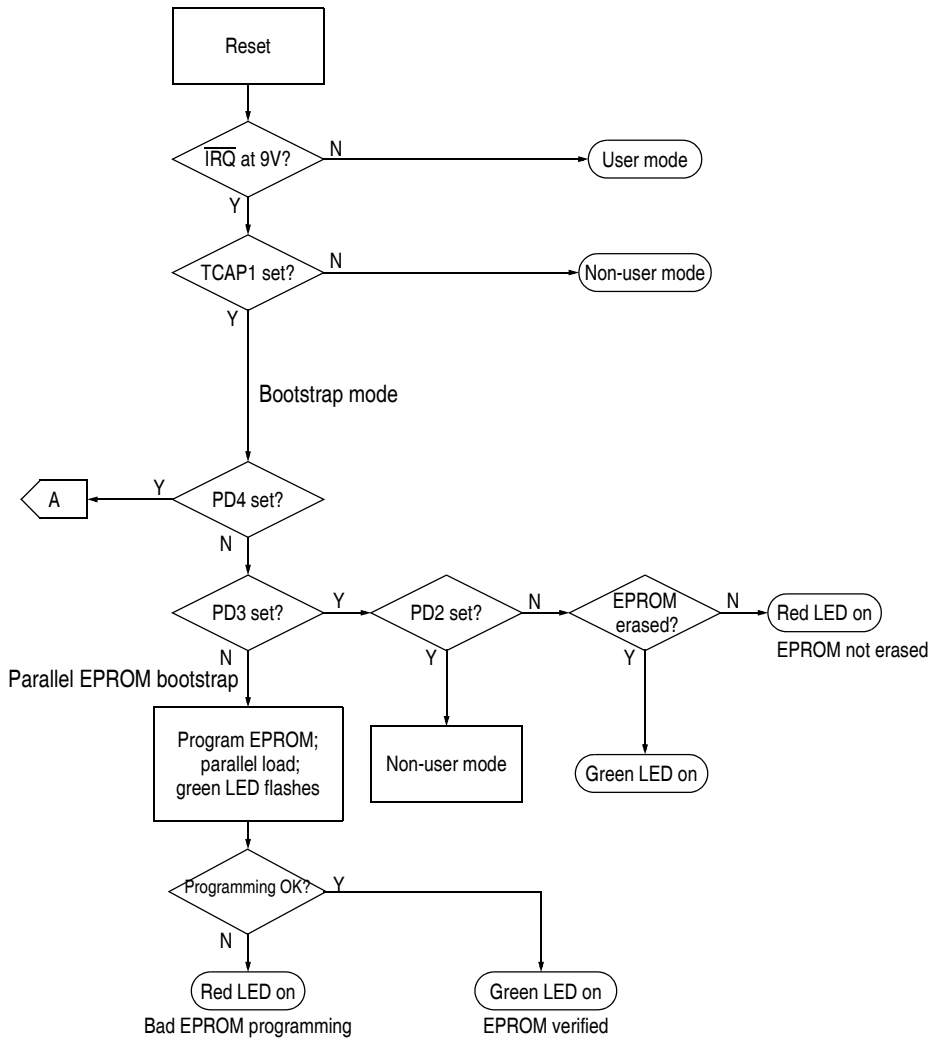 Reset
IRQ at 9V?
N
User mode
Y
TCAP1 set?
N
Non-user mode
Y
Bootstrap mode
A
Y
PD4 set?
N
PD3 set?
Y
PD2 set?
N
EPROM
erased?
N
Red LED on
EPROM not erased
N
Y
Y
Parallel EPROM bootstrap
Program EPROM;
parallel load;
green LED flashes
Non-user mode
Green LED on
Programming OK?
Y
N
Red LED on
Bad EPROM programming
Green LED on
EPROM verified